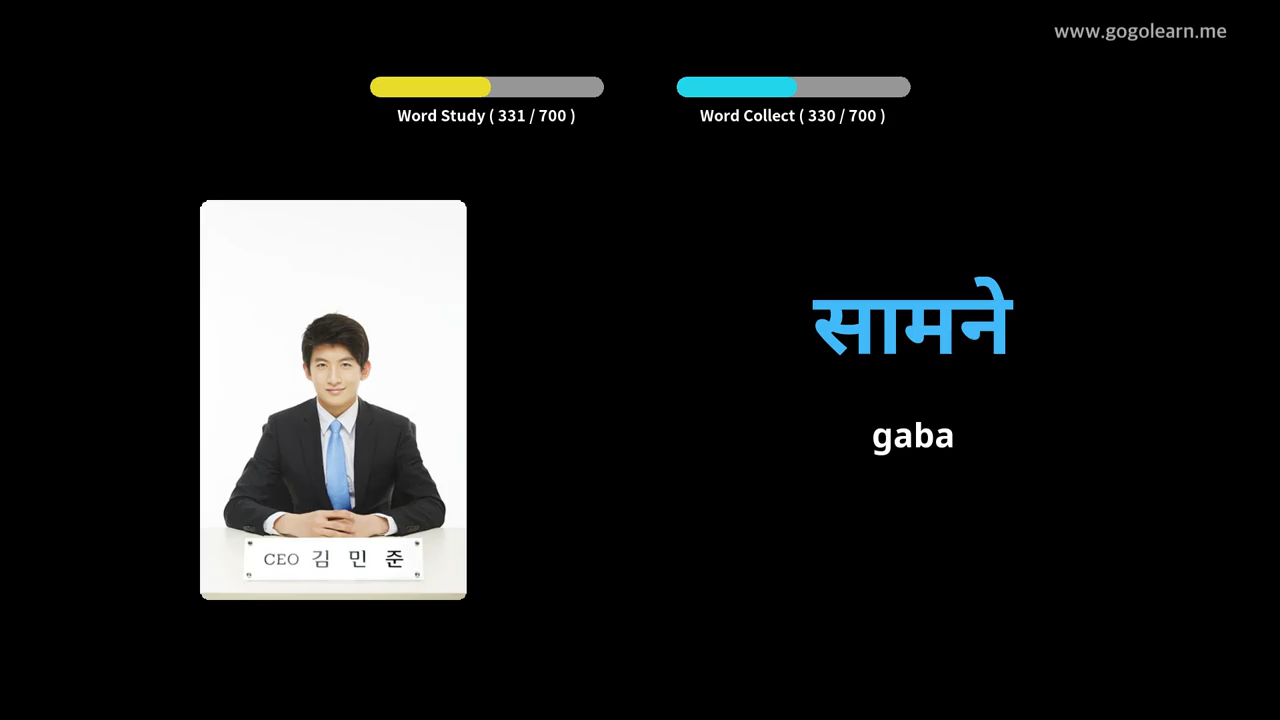 www.gogolearn.me
Word Study ( 331 / 700 )
Word Collect ( 330 / 700 )
सामने
gaba
CEO 김 민 준